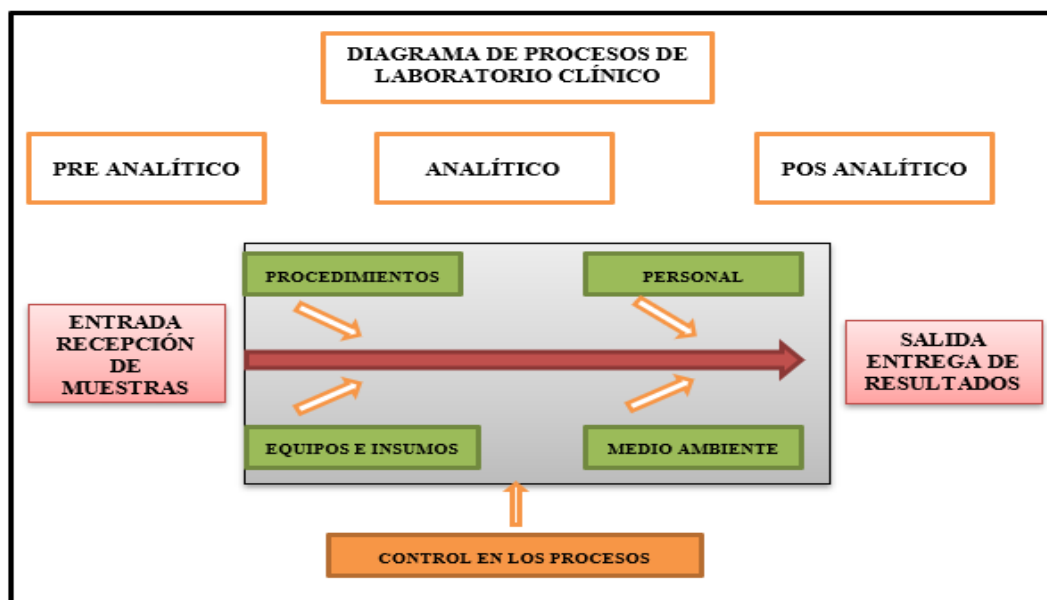 DIAGRAMA DE PROCESOS DE
LABORATORIO CLÍNICO
PRE ANALÍTICO
ANALÍTICO
POS ANALÍTICO
PROCEDIMIENTOS
PERSONAL
ENTRADA
RECEPCIÓN
DE
MUESTRAS
SALIDA
ENTREGA DE
RESULTADOS
EQUIPOS E INSUMOS
MEDIO AMBIENTE
CONTROL EN LOS PROCESOS